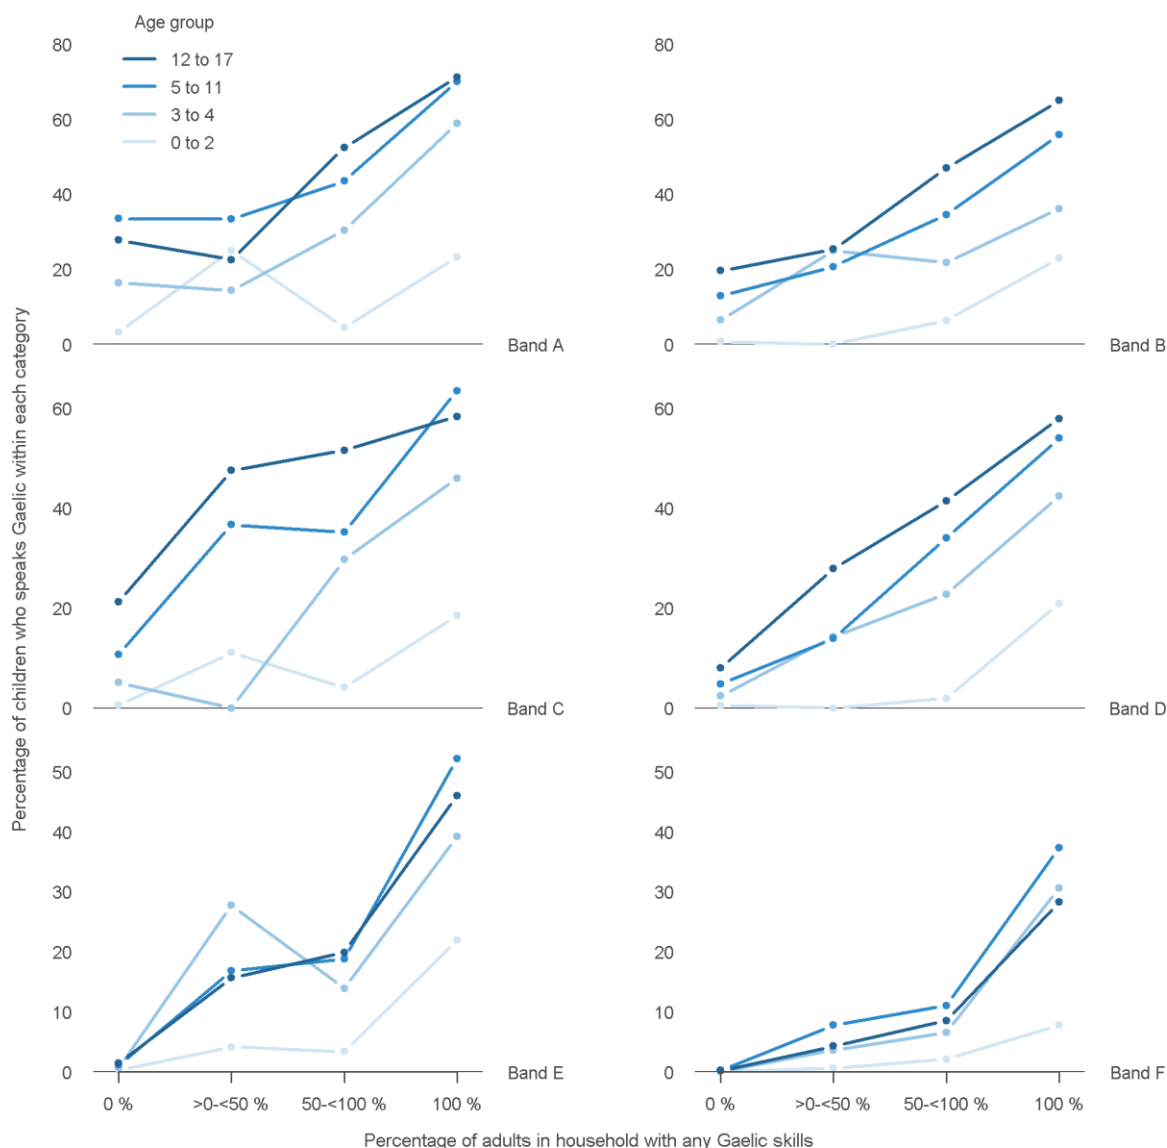 Age group
12 to 17
5 to 11
3 to 4
0 to 2
80
60
40
20
0
Band A
80
60
40
20
0
Band B
60
40
20
0
Band C
60
40
20
0
Band D
50
40
30
20
10
0
Band E
50
40
30
20
10
0
Band F
0 %
>0-<50 %
50-<100 %
100 %
0 %
>0-<50 %
50-<100 %
100 %
Percentage of children who speaks Gaelic within each category
Percentage of adults in household with any Gaelic skills